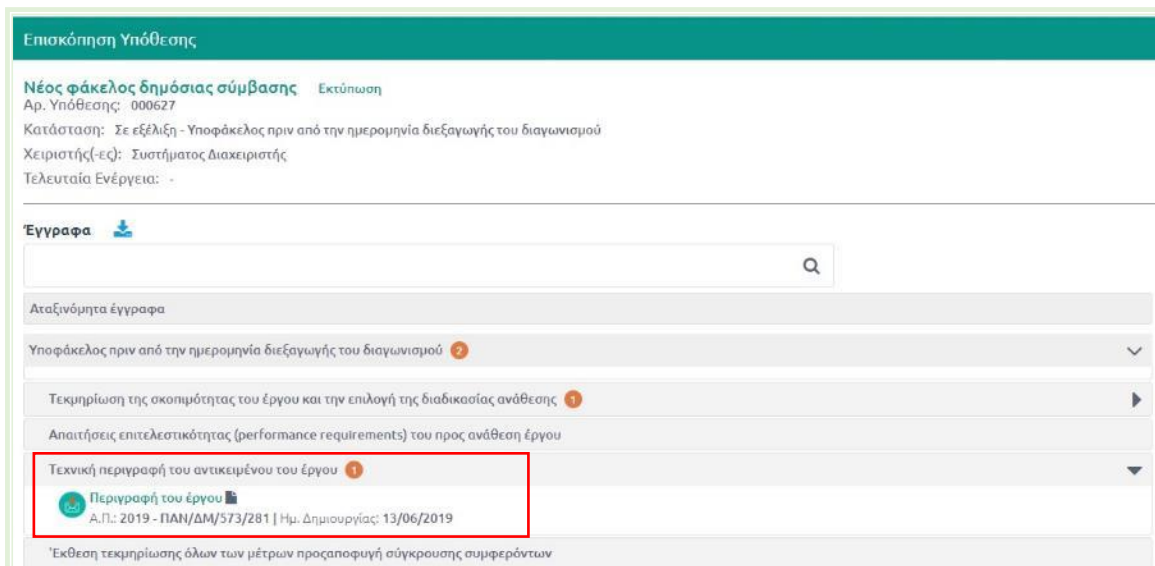 Επισκόπηση Υπόθεσης
Νέος φάκελος δημόσιας σύμβασης Εκτύπωση
Αρ. Υπόθεσης: 000627
Κατάσταση: Σε εξέλιξη - Υποφάκελος πριν από την ημερομηνία διεξαγωγής του διαγωνισμού
Χειριστής(-ες): Συστήματος Διαχειριστής
Τελευταία Ενέργεια: -
Έγγραφα
Αταξινόμητα έγγραφα
Υποφάκελος πριν από την ημερομηνία διεξαγωγής του διαγωνισμού 2
Τεκμηρίωση της σκοπιμότητας του έργου και την επιλογή της διαδικασίας ανάθεσης 1
Απαιτήσεις επιτελεστικότητας (performance requirements) του προς ανάθεση έργου
Τεχνική περιγραφή του αντικειμένου του έργου 1
Περιγραφή του έργου
Α.Π.: 2019 - ΠΑΝ/ΔΜ/573/281 | Ημ. Δημιουργίας: 13/06/2019
Έκθεση τεκμηρίωσης όλων των μέτρων προςαποφυγή σύγκρουσης συμφερόντων